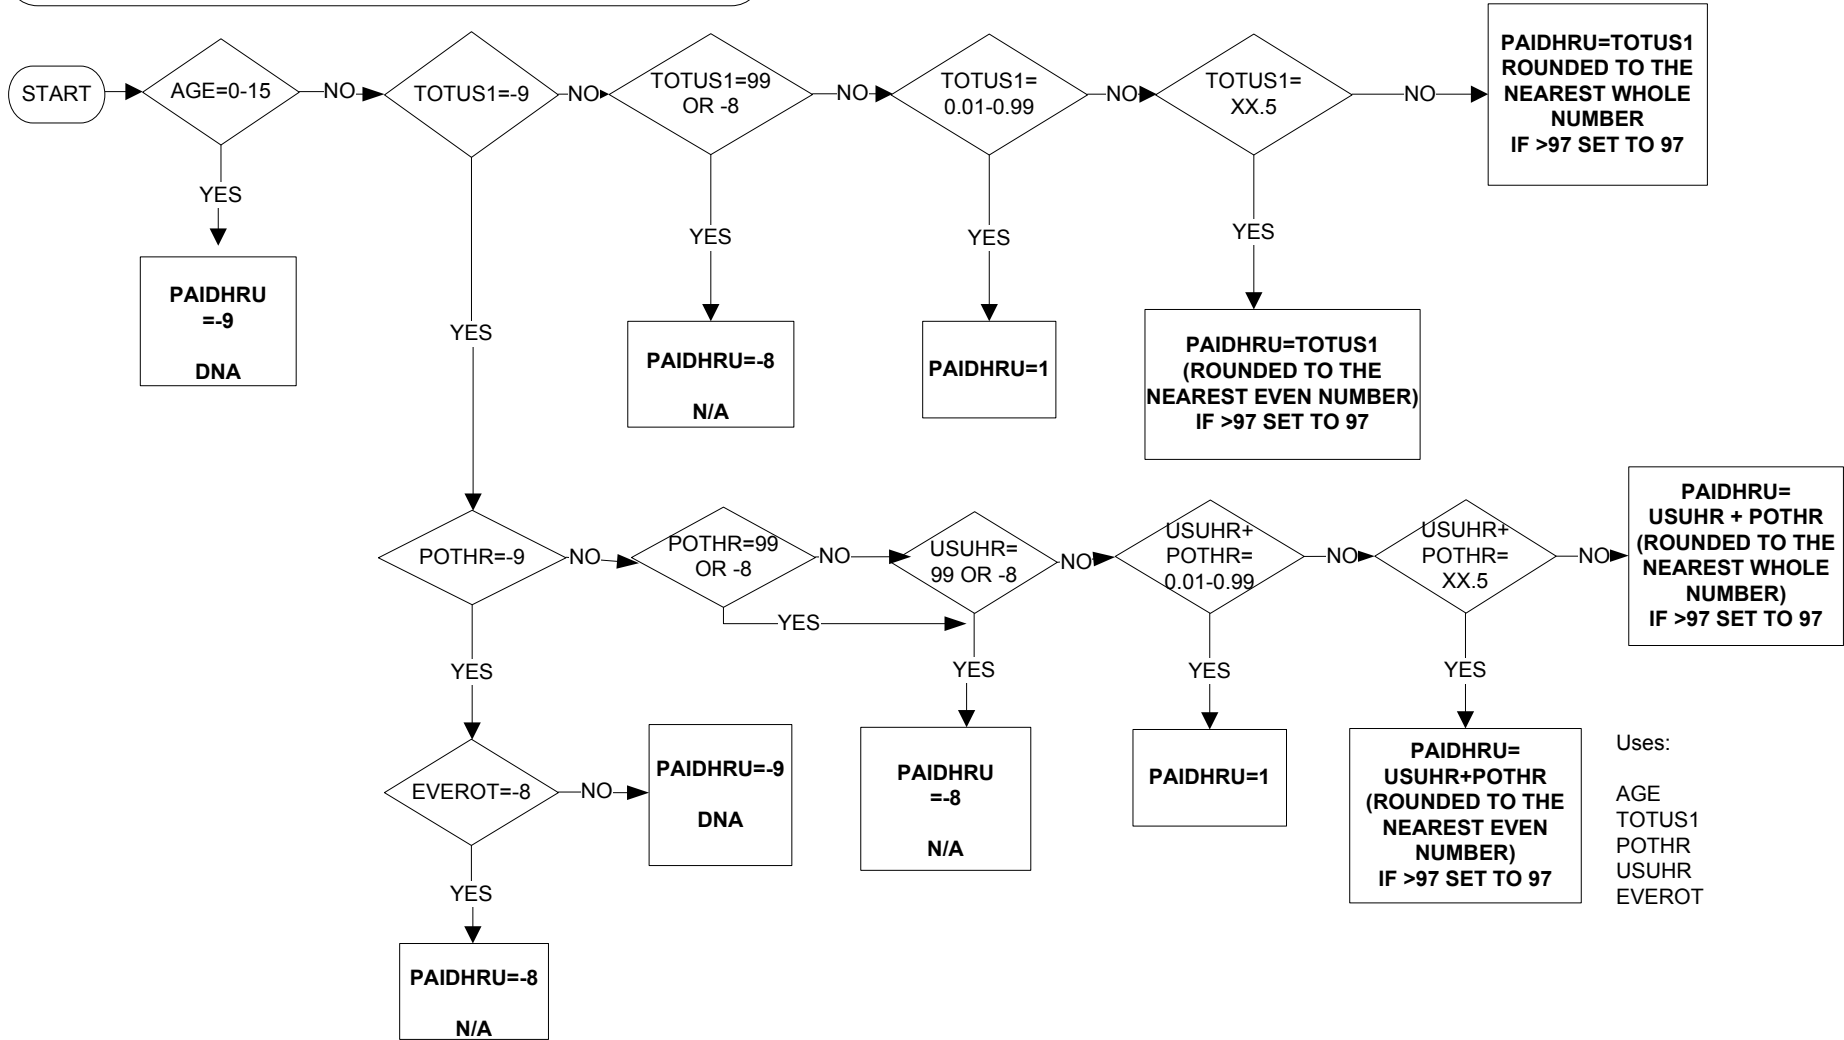 START
AGE=0-15
NO
TOTUS1=-9
NO
TOTUS1=99
OR -8
NO
TOTUS1=
0.01-0.99
NO
TOTUS1=
XX.5
NO
PAIDHRU=TOTUS1
ROUNDED TO THE
NEAREST WHOLE
NUMBER
IF >97 SET TO 97
YES
YES
YES
YES
YES
PAIDHRU
=-9
DNA
PAIDHRU=-8
N/A
PAIDHRU=1
PAIDHRU=TOTUS1
(ROUNDED TO THE
NEAREST EVEN NUMBER)
IF >97 SET TO 97
POTHR=-9
NO
POTHR=99
OR -8
NO
USUHR=
99 OR -8
NO
USUHR+
POTHR=
0.01-0.99
NO
USUHR+
POTHR=
XX.5
NO
PAIDHRU=
USUHR + POTHR
(ROUNDED TO THE
NEAREST WHOLE
NUMBER)
IF >97 SET TO 97
YES
YES
YES
YES
YES
EVEROT=-8
NO
PAIDHRU=-9
DNA
PAIDHRU
=-8
N/A
PAIDHRU=1
PAIDHRU=
USUHR+POTHR
(ROUNDED TO THE
NEAREST EVEN
NUMBER)
IF >97 SET TO 97
Uses:
AGE
TOTUS1
POTHR
USUHR
EVEROT
YES
PAIDHRU=-8
N/A